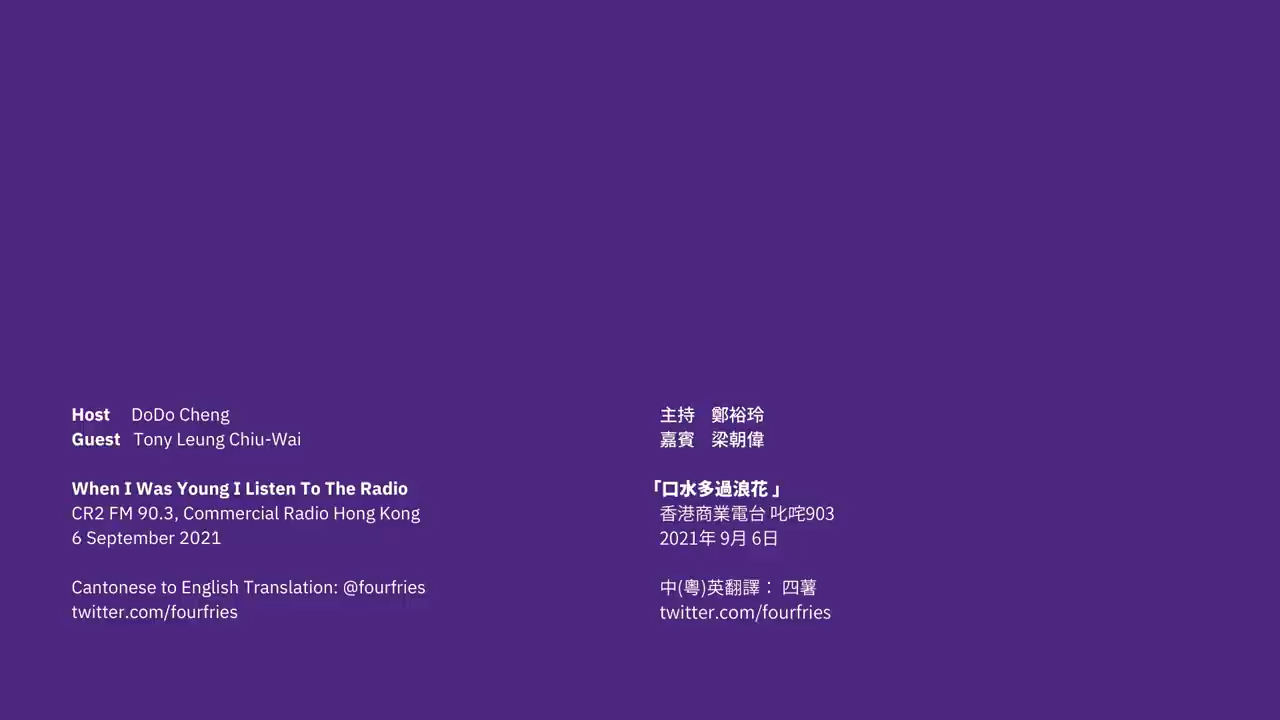 Host DoDo Cheng
Guest Tony Leung Chiu-Wai
When I Was Young I Listen To The Radio
CR2 FM 90.3, Commercial Radio Hong Kong
6 September 2021
Cantonese to English Translation: @fourfries
twitter.com/fourfries
主持 鄭裕玲
嘉賓 梁朝偉
「口水多過浪花 」
香港商業電台 叱咤903
2021年 9月 6日
中(粵)英翻譯： 四薯
twitter.com/fourfries